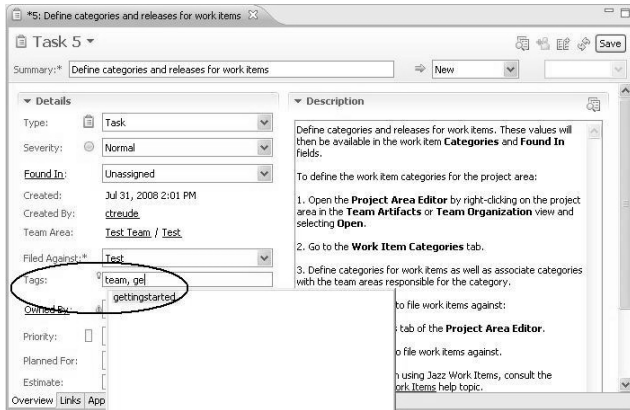 *5: Define categories and releases for work items
Task 5
Save
Summary:* Define categories and releases for work items
New
Details
Type: Task
Severity: Normal
Found In: Unassigned
Created: Jul 31, 2008 2:01 PM
Created By: ctreude
Team Area: Test Team / Test
Filed Against:* Test
Tags: team, ge
gettingstarted
Owned By:
Priority:
Planned For:
Estimate:
Overview Links App
Description
Define categories and releases for work items. These values will
then be available in the work item Categories and Found In
fields.
To define the work item categories for the project area:
1. Open the Project Area Editor by right-clicking on the project
area in the Team Artifacts or Team Organization view and
selecting Open.
2. Go to the Work Item Categories tab.
3. Define categories for work items as well as associate categories
with the team areas responsible for the category.
to file work items against:
tab of the Project Area Editor.
o file work items against.
using Jazz Work Items, consult the
ork Items help topic.